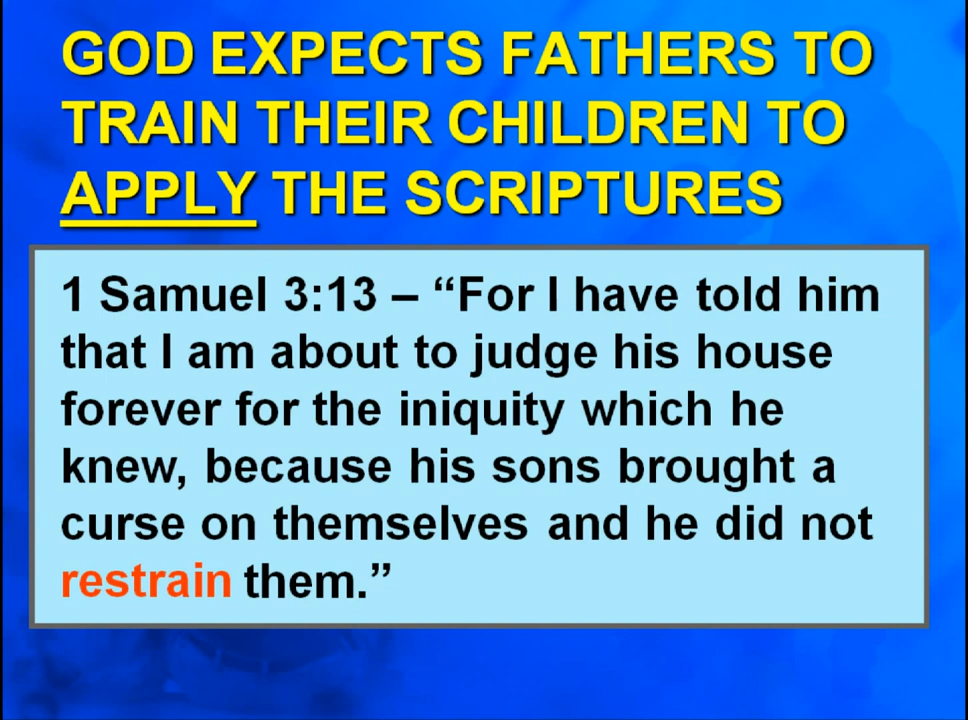 GOD EXPECTS FATHERS TO
TRAIN THEIR CHILDREN TO
APPLY THE SCRIPTURES
1 Samuel 3:13 – “For I have told him
that I am about to judge his house
forever for the iniquity which he
knew, because his sons brought a
curse on themselves and he did not
restrain them.”